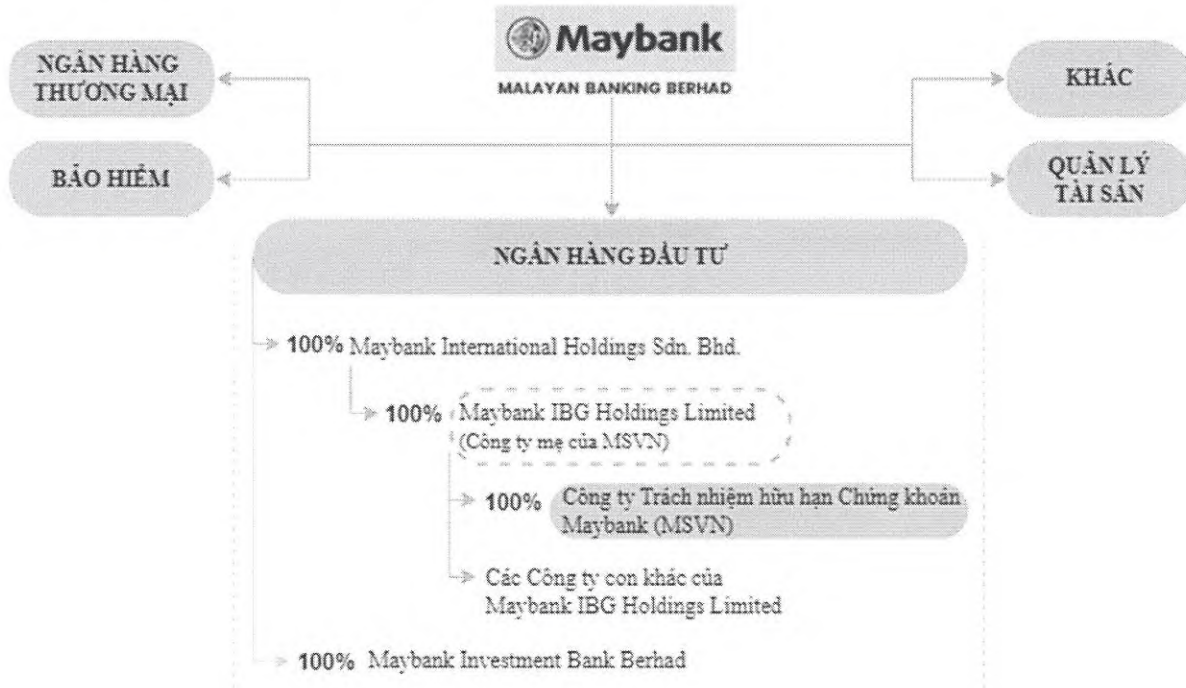 Maybank
MALAYAN BANKING BERHAD
NGÂN HÀNG
THƯƠNG MẠI
KHÁC
BẢO HIỂM
QUẢN LÝ
TÀI SẢN
NGÂN HÀNG ĐẦU TƯ
100% Maybank International Holdings Sdn. Bhd.
100% Maybank IBG Holdings Limited
(Công ty mẹ của MSVN)
100% Công ty Trách nhiệm hữu hạn Chứng khoán
Maybank (MSVN)
Các Công ty con khác của
Maybank IBG Holdings Limited
100% Maybank Investment Bank Berhad